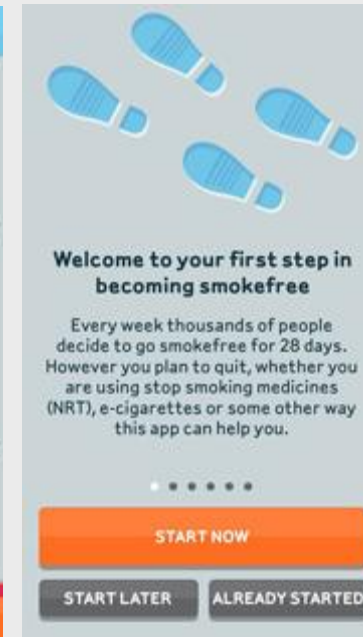 Welcome to your first step in
becoming smokefree
Every week thousands of people
decide to go smokefree for 28 days.
However you plan to quit, whether you
are using stop smoking medicines
(NRT), e-cigarettes or some other way
this app can help you.
START NOW
START LATER
ALREADY STARTED